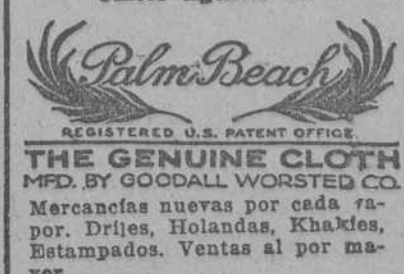 Palm Beach
REGISTERED U.S. PATENT OFFICE
THE GENUINE CLOTH
MFD. BY GOODALL WORSTED CO.
Mercancías nuevas por cada va-
por. Driles, Holandas, Khakies,
Estampados. Ventas al por ma-
yor